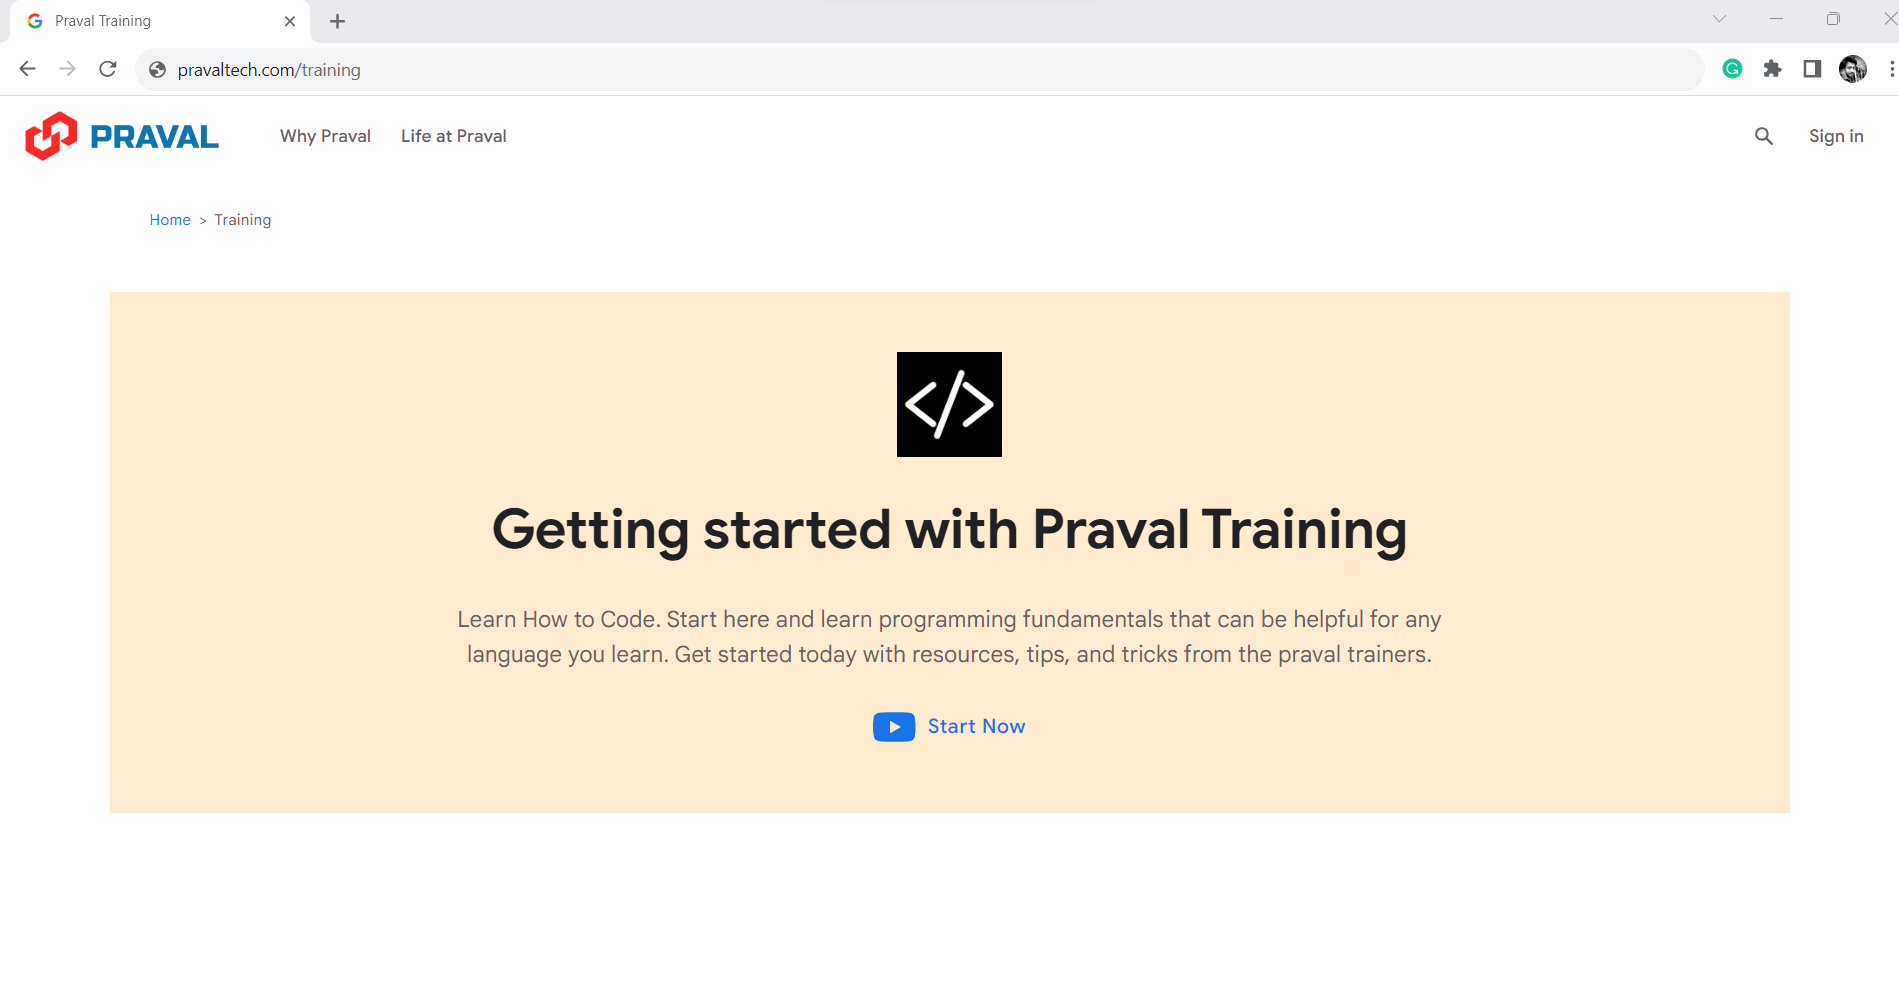 Praval Training
pravaltech.com/training
PRAVAL
Why Praval
Life at Praval
Sign in
Home > Training
</>
Getting started with Praval Training
Learn How to Code. Start here and learn programming fundamentals that can be helpful for any
language you learn. Get started today with resources, tips, and tricks from the praval trainers.
Start Now